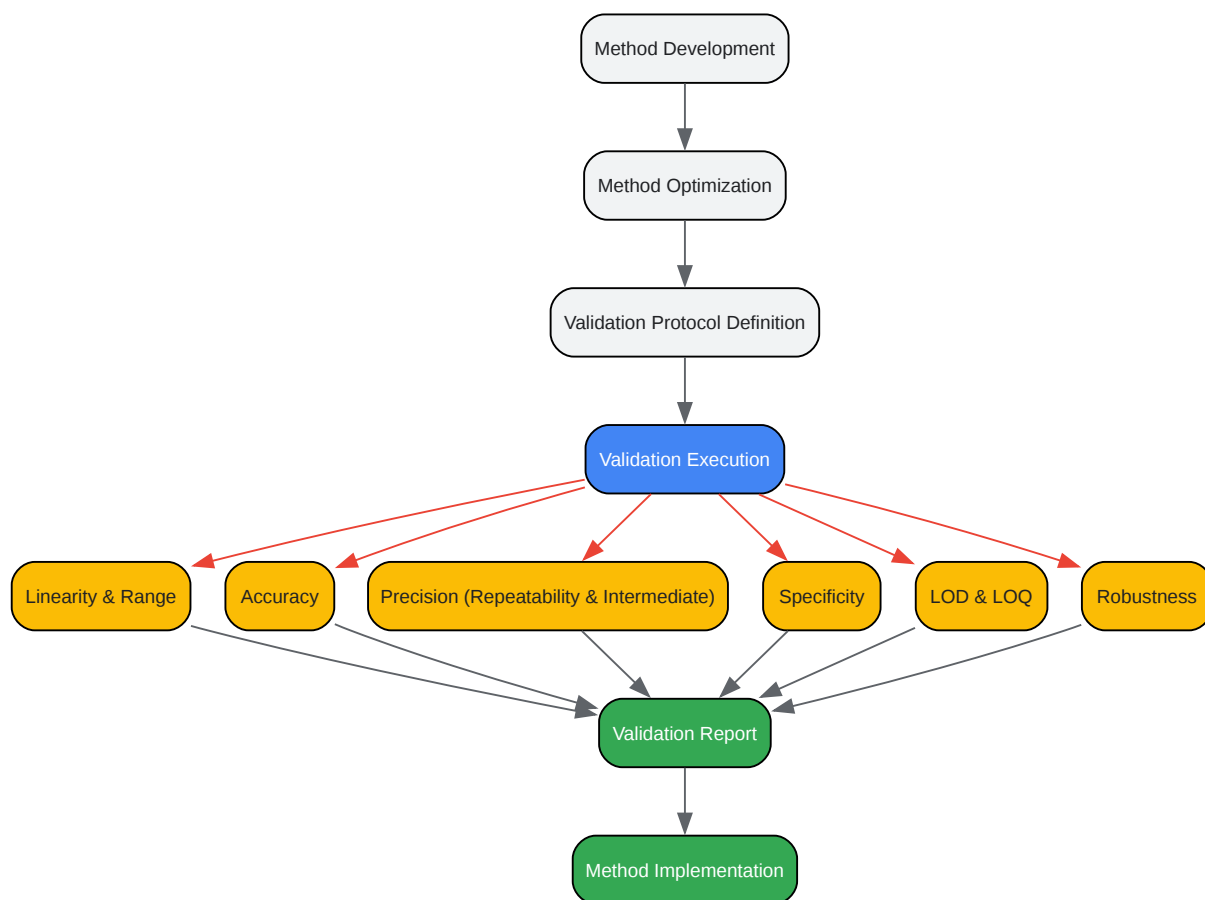 Method Development
Method Optimization
Validation Protocol Definition
Validation Execution
Linearity & Range
Accuracy
Precision (Repeatability & Intermediate)
Specificity
LOD & LOQ
Robustness
Validation Report
Method Implementation